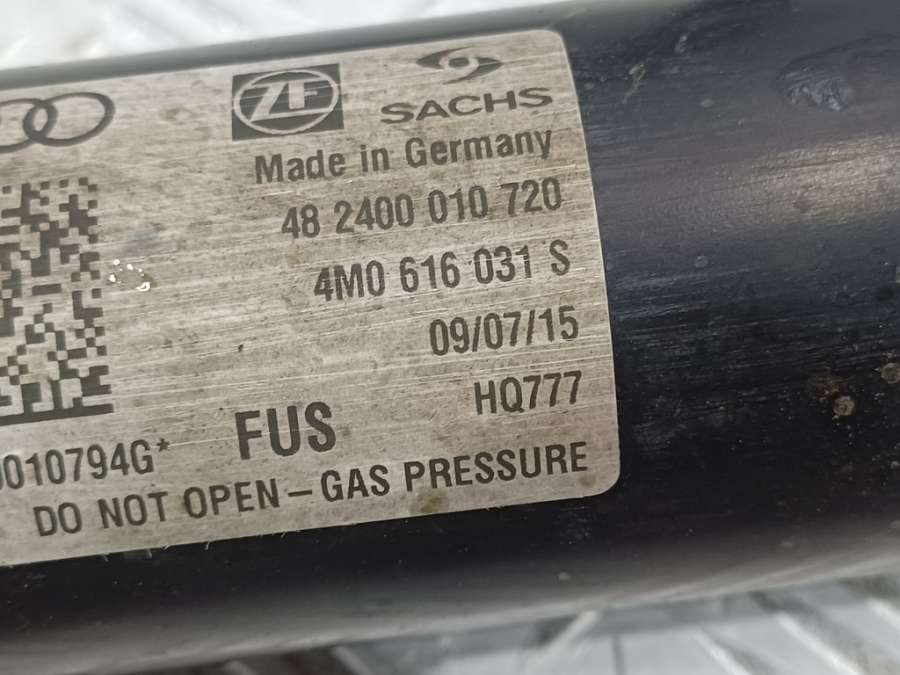 ZF SACHS
Made in Germany
48 2400 010 720
4M0 616 031 S
09/07/15
HQ777
FUS
010794G*
DO NOT OPEN – GAS PRESSURE